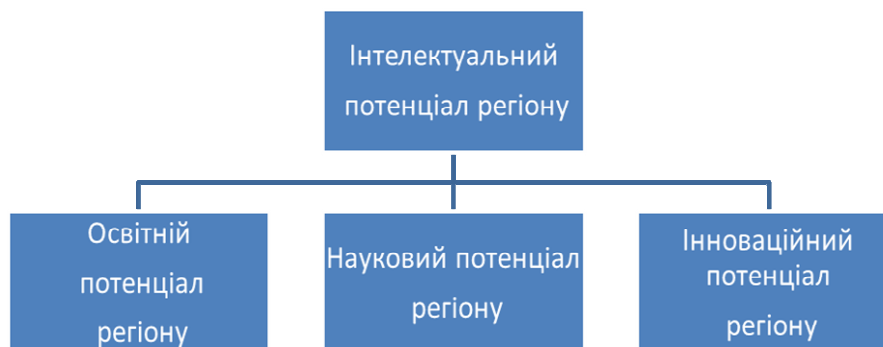 Інтелектуальний
потенціал регіону
Освітній
потенціал
регіону
Науковий потенціал
регіону
Інноваційний
потенціал
регіону